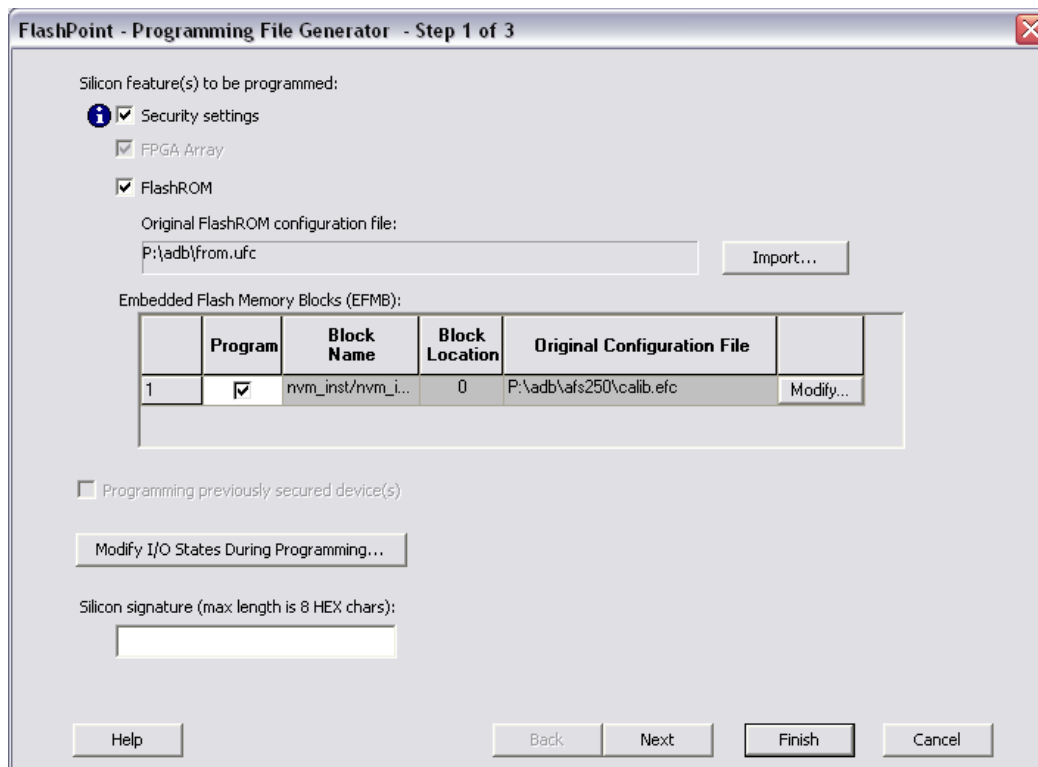 FlashPoint - Programming File Generator - Step 1 of 3
Silicon feature(s) to be programmed:
Security settings
FPGA Array
FlashROM
Original FlashROM configuration file:
P:\adb\from.ufc
Import...
Embedded Flash Memory Blocks (EFMB):
Program Block Name Block Location Original Configuration File
1 nvm_inst/nvm_i... 0 P:\adb\afs250\calib.efc Modify...
Programming previously secured device(s)
Modify I/O States During Programming...
Silicon signature (max length is 8 HEX chars):
Help Back Next Finish Cancel